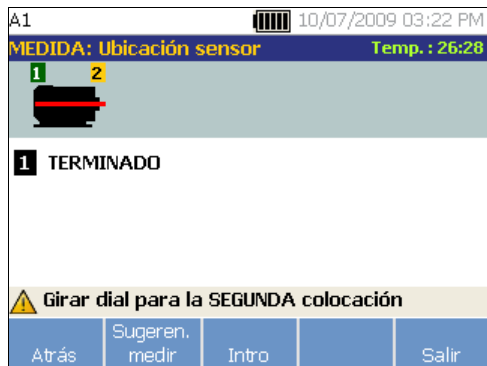 A1 10/07/2009 03:22 PM
MEDIDA: Ubicación sensor Temp. : 26:28
1 2
1 TERMINADO
Girar dial para la SEGUNDA colocación
Atrás Sugeren. medir Intro Salir